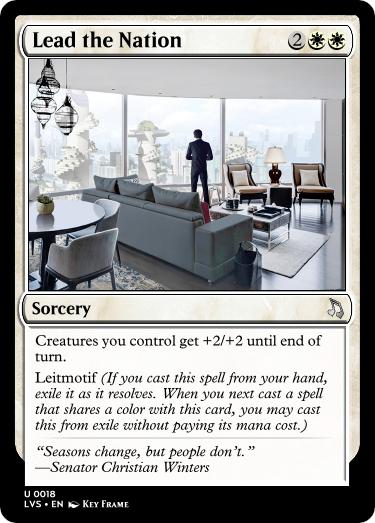 Lead the Nation 2
Sorcery
Creatures you control get +2/+2 until end of
turn.
Leitmotif (If you cast this spell from your hand,
exile it as it resolves. When you next cast a spell
that shares a color with this card, you may cast
this from exile without paying its mana cost.)
“Seasons change, but people don’t.”
—Senator Christian Winters
U 0018
LVS • EN Key Frame